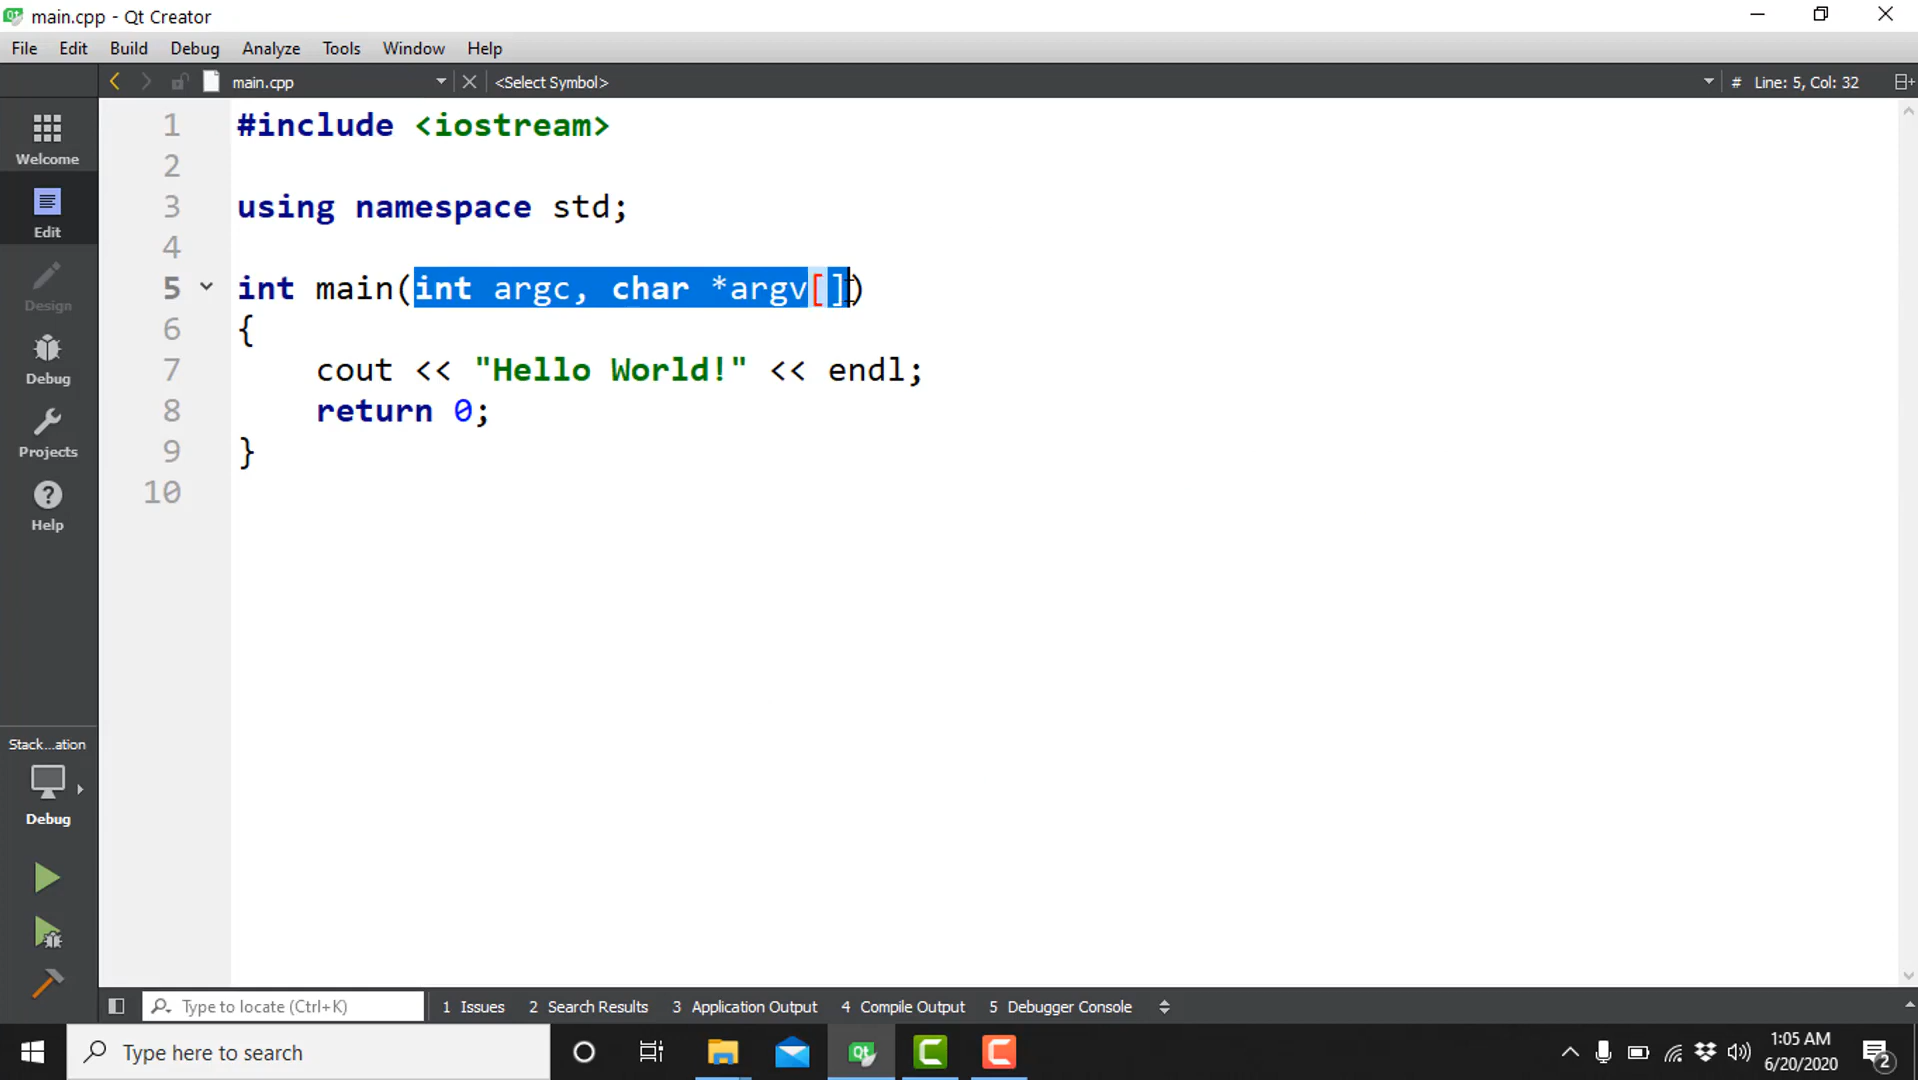 main.cpp - Qt Creator
File Edit Build Debug Analyze Tools Window Help
main.cpp <Select Symbol> # Line: 5, Col: 32
Welcome
Edit
Design
Debug
Projects
Help
1 #include <iostream>
2
3 using namespace std;
4
5 int main(int argc, char *argv[])
6 {
7 cout << "Hello World!" << endl;
8 return 0;
9 }
10
Stack...ation
Debug
Type to locate (Ctrl+K) 1 Issues 2 Search Results 3 Application Output 4 Compile Output 5 Debugger Console
Type here to search
1:05 AM
6/20/2020
2